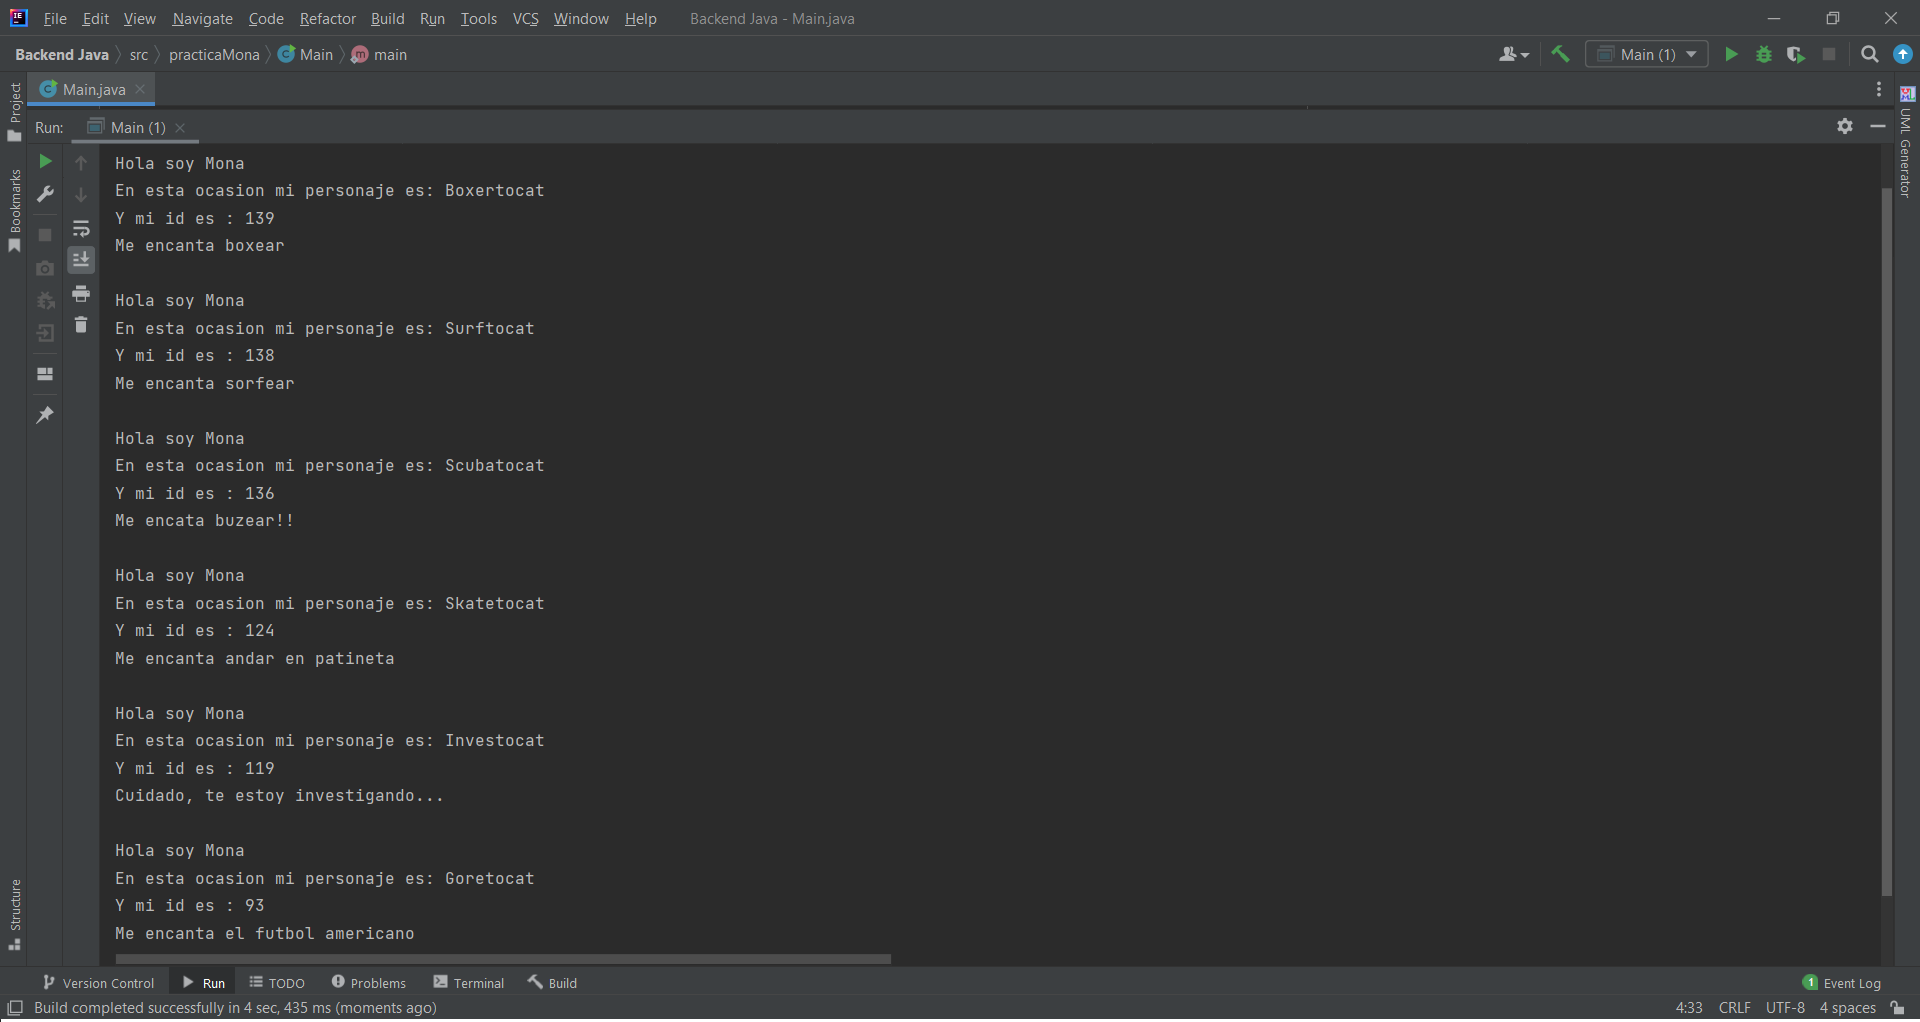 File Edit View Navigate Code Refactor Build Run Tools VCS Window Help Backend Java - Main.java
Backend Java src practicaMona Main main Main (1)
Main.java
Run: Main (1)
Project
Bookmarks
Structure
UML Generator
Hola soy Mona
En esta ocasion mi personaje es: Boxertocat
Y mi id es : 139
Me encanta boxear
Hola soy Mona
En esta ocasion mi personaje es: Surftocat
Y mi id es : 138
Me encanta sorfear
Hola soy Mona
En esta ocasion mi personaje es: Scubatocat
Y mi id es : 136
Me encata buzear!!
Hola soy Mona
En esta ocasion mi personaje es: Skatetocat
Y mi id es : 124
Me encanta andar en patineta
Hola soy Mona
En esta ocasion mi personaje es: Investocat
Y mi id es : 119
Cuidado, te estoy investigando...
Hola soy Mona
En esta ocasion mi personaje es: Goretocat
Y mi id es : 93
Me encanta el futbol americano
Version Control Run TODO Problems Terminal Build 1 Event Log
Build completed successfully in 4 sec, 435 ms (moments ago) 4:33 CRLF UTF-8 4 spaces